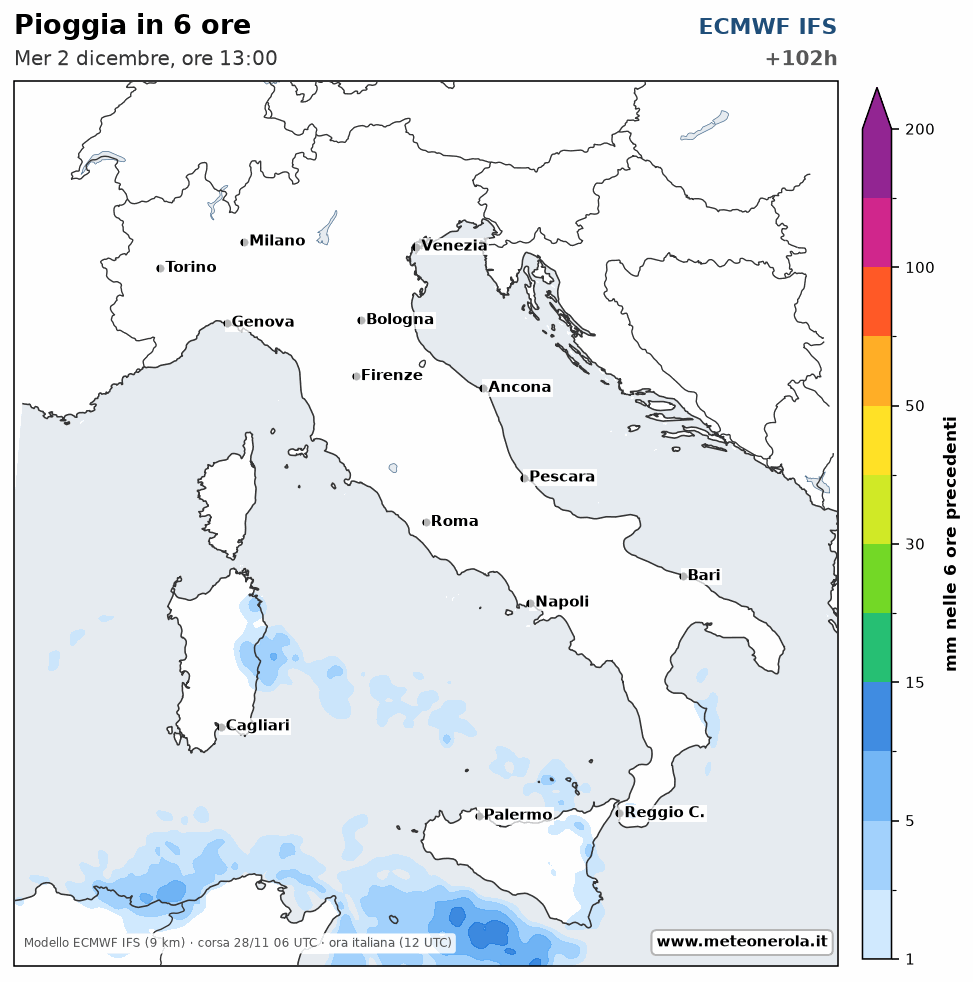 Pioggia in 6 ore
ECMWF IFS
Mer 2 dicembre, ore 13:00
+102h
200
100
50
30
15
5
1
mm nelle 6 ore precedenti
Milano
Venezia
Torino
Genova
Bologna
Firenze
Ancona
Pescara
Roma
Bari
Napoli
Cagliari
Palermo
Reggio C.
Modello ECMWF IFS (9 km) · corsa 28/11 06 UTC · ora italiana (12 UTC)
www.meteonerola.it